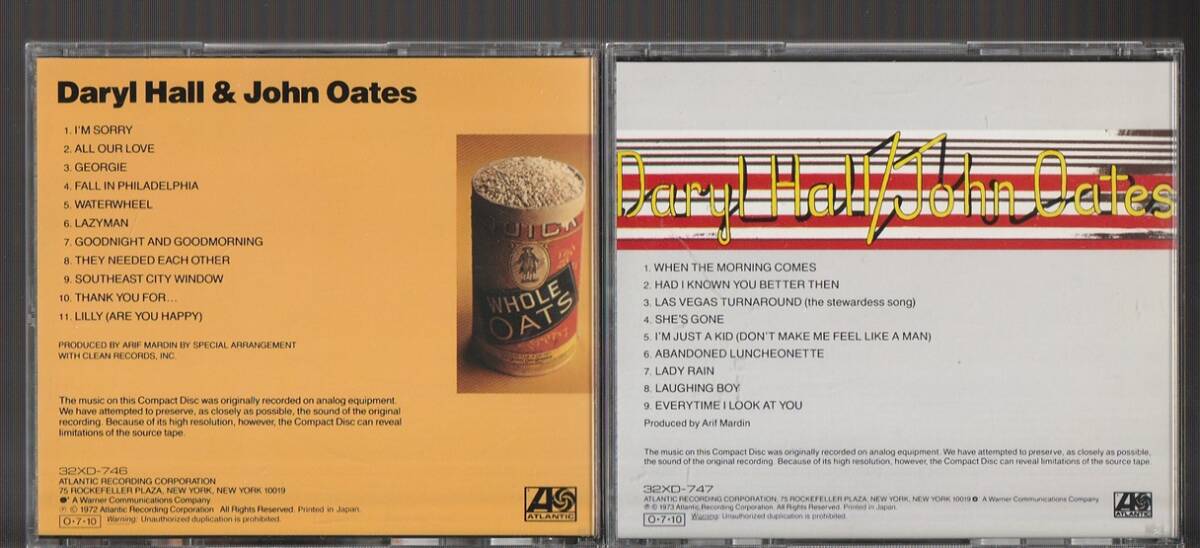 Daryl Hall & John Oates
1. I'M SORRY
2. ALL OUR LOVE
3. GEORGIE
4. FALL IN PHILADELPHIA
5. WATERWHEEL
6. LAZYMAN
7. GOODNIGHT AND GOODMORNING
8. THEY NEEDED EACH OTHER
9. SOUTHEAST CITY WINDOW
10. THANK YOU FOR...
11. LILLY (ARE YOU HAPPY)
PRODUCED BY ARIF MARDIN BY SPECIAL ARRANGEMENT
WITH CLEAN RECORDS, INC.
WHOLE
OATS
The music on this Compact Disc was originally recorded on analog equipment.
We have attempted to preserve, as closely as possible, the sound of the original
recording. Because of its high resolution, however, the Compact Disc can reveal
limitations of the source tape.
32XD-746
ATLANTIC RECORDING CORPORATION
75 ROCKEFELLER PLAZA, NEW YORK, NEW YORK 10019
A Warner Communications Company
℗ © 1972 Atlantic Recording Corporation All Rights Reserved. Printed in Japan.
O·7·10 Warning: Unauthorized duplication is prohibited.
ATLANTIC
Daryl Hall/John Oates
1. WHEN THE MORNING COMES
2. HAD I KNOWN YOU BETTER THEN
3. LAS VEGAS TURNAROUND (the stewardess song)
4. SHE'S GONE
5. I'M JUST A KID (DON'T MAKE ME FEEL LIKE A MAN)
6. ABANDONED LUNCHEONETTE
7. LADY RAIN
8. LAUGHING BOY
9. EVERYTIME I LOOK AT YOU
Produced by Arif Mardin
The music on this Compact Disc was originally recorded on analog equipment. We have attempted to preserve, as closely as possible,
the sound of the original recording. Because of its high resolution, however, the Compact Disc can reveal limitations of the source tape.
32XD-747
ATLANTIC RECORDING CORPORATION, 75 ROCKEFELLER PLAZA, NEW YORK, NEW YORK 10019 A Warner Communications Company
℗ © 1973 Atlantic Recording Corporation. All Rights Reserved. Printed in Japan.
O·7·10 Warning: Unauthorized duplication is prohibited.
ATLANTIC